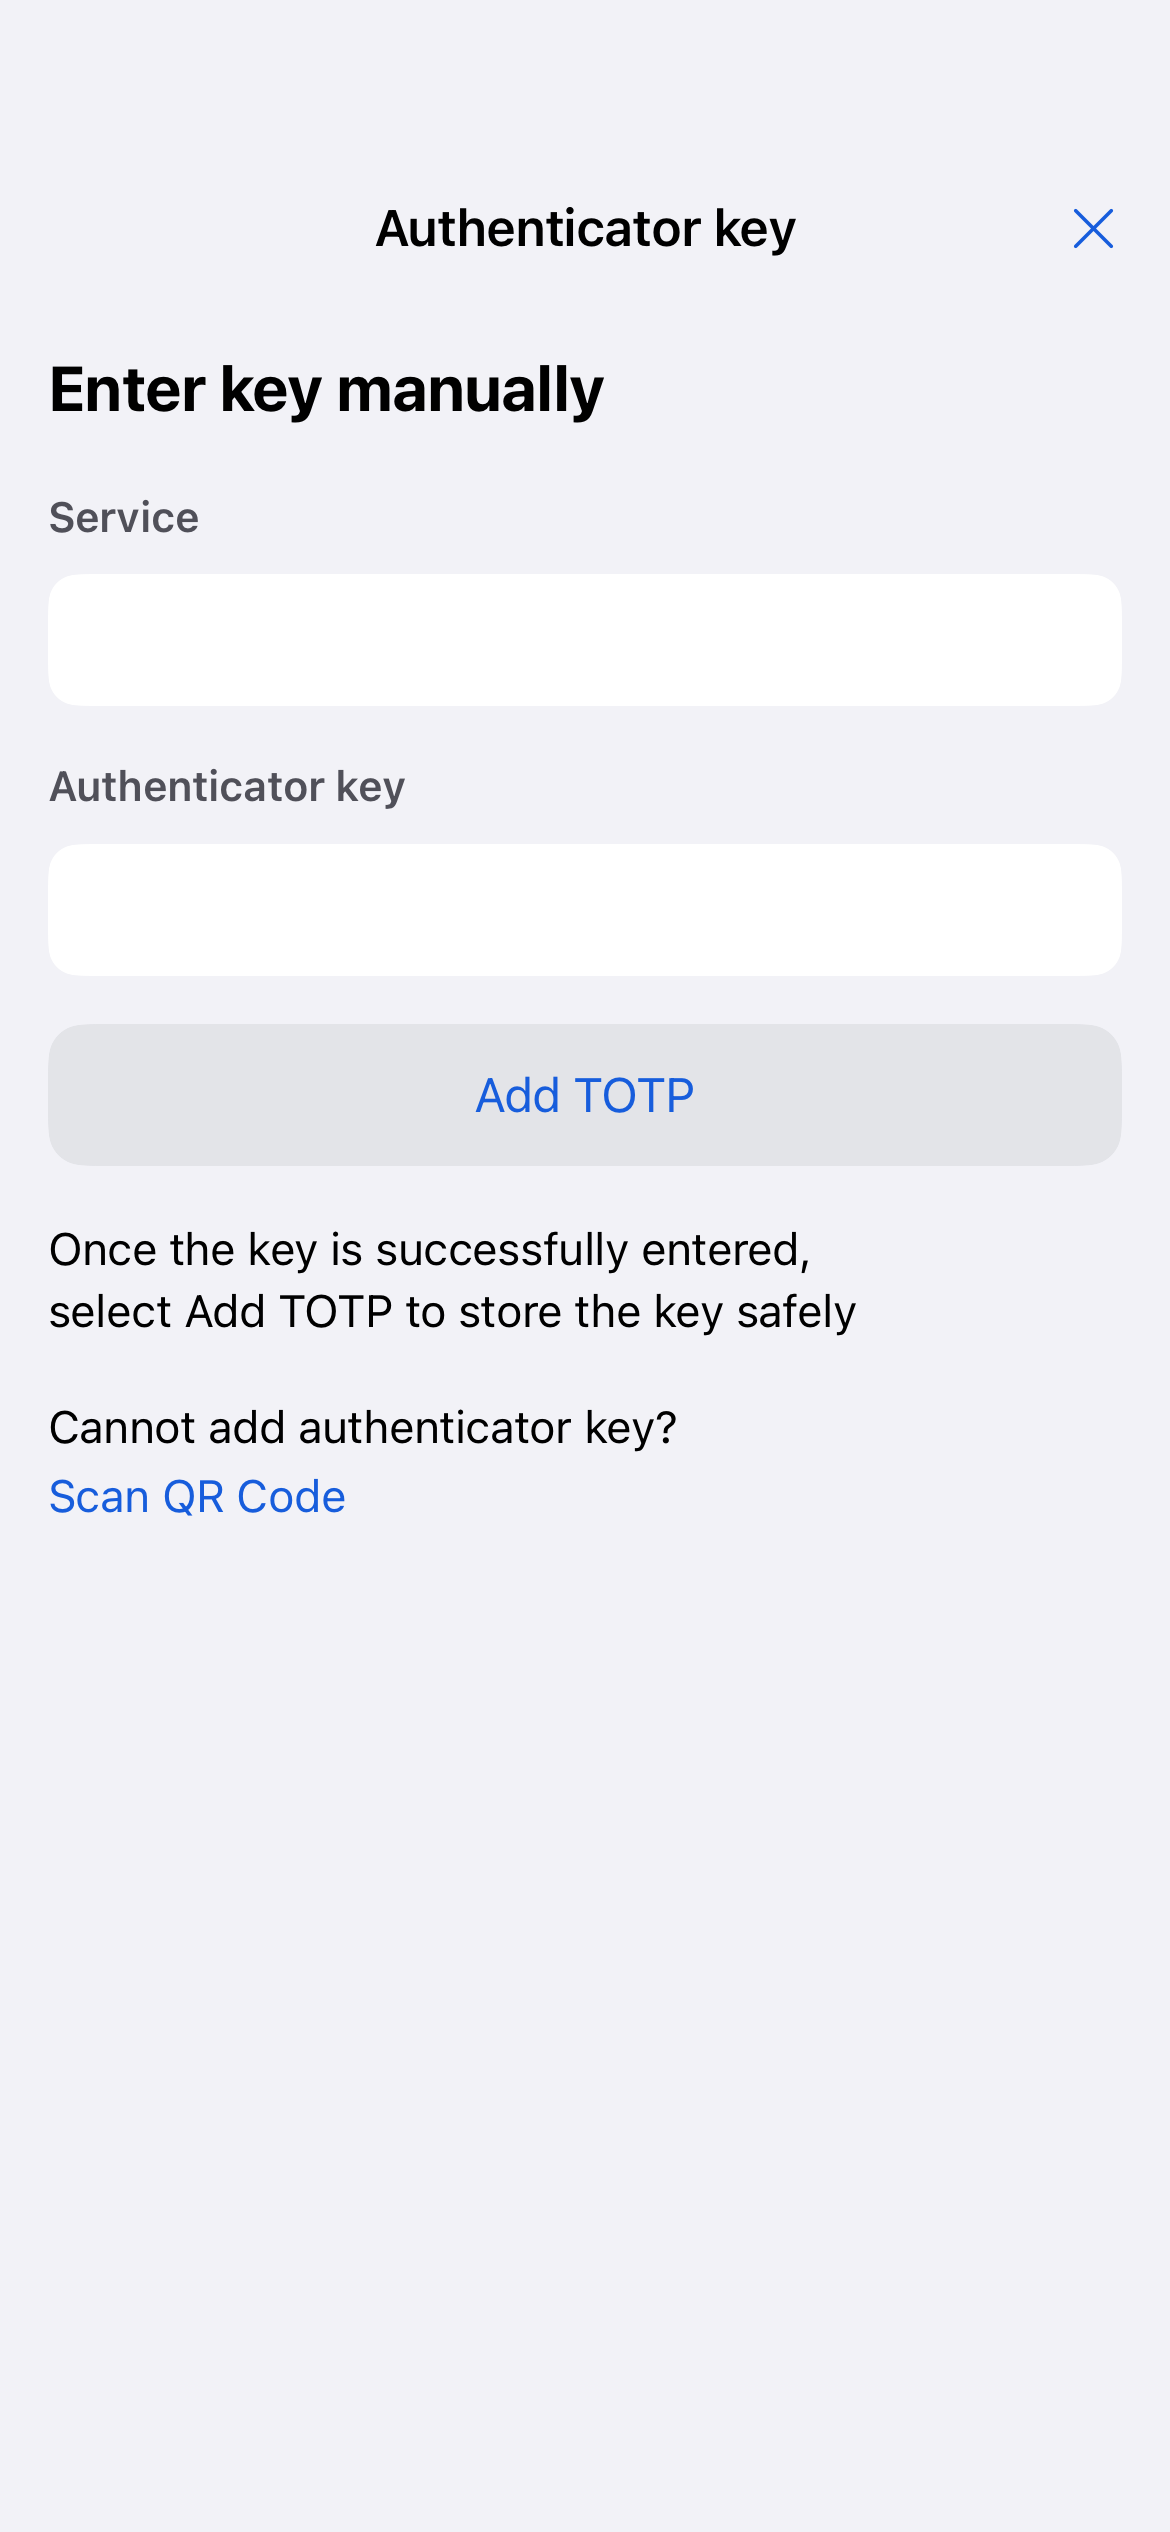 Authenticator key
Enter key manually
Service
Authenticator key
Add TOTP
Once the key is successfully entered,
select Add TOTP to store the key safely
Cannot add authenticator key?
Scan QR Code